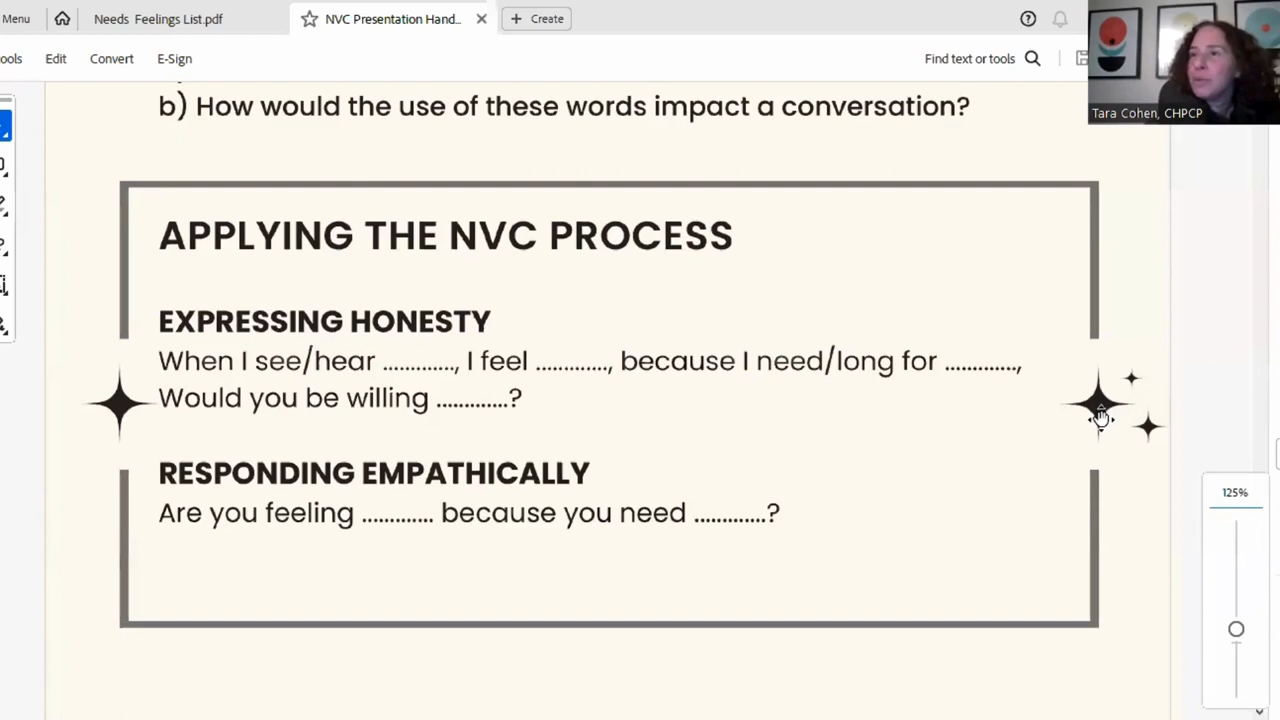 Menu
Needs Feelings List.pdf
NVC Presentation Hand...
Create
ools
Edit
Convert
E-Sign
Find text or tools
Tara Cohen, CHPCP
b) How would the use of these words impact a conversation?
APPLYING THE NVC PROCESS
EXPRESSING HONESTY
When I see/hear ............., I feel ............., because I need/long for .............,
Would you be willing .............?
RESPONDING EMPATHICALLY
Are you feeling ............. because you need .............?
125%